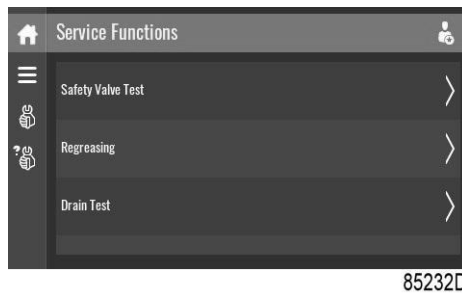 Service Functions
Safety Valve Test
?
Regreasing
Drain Test
85232D